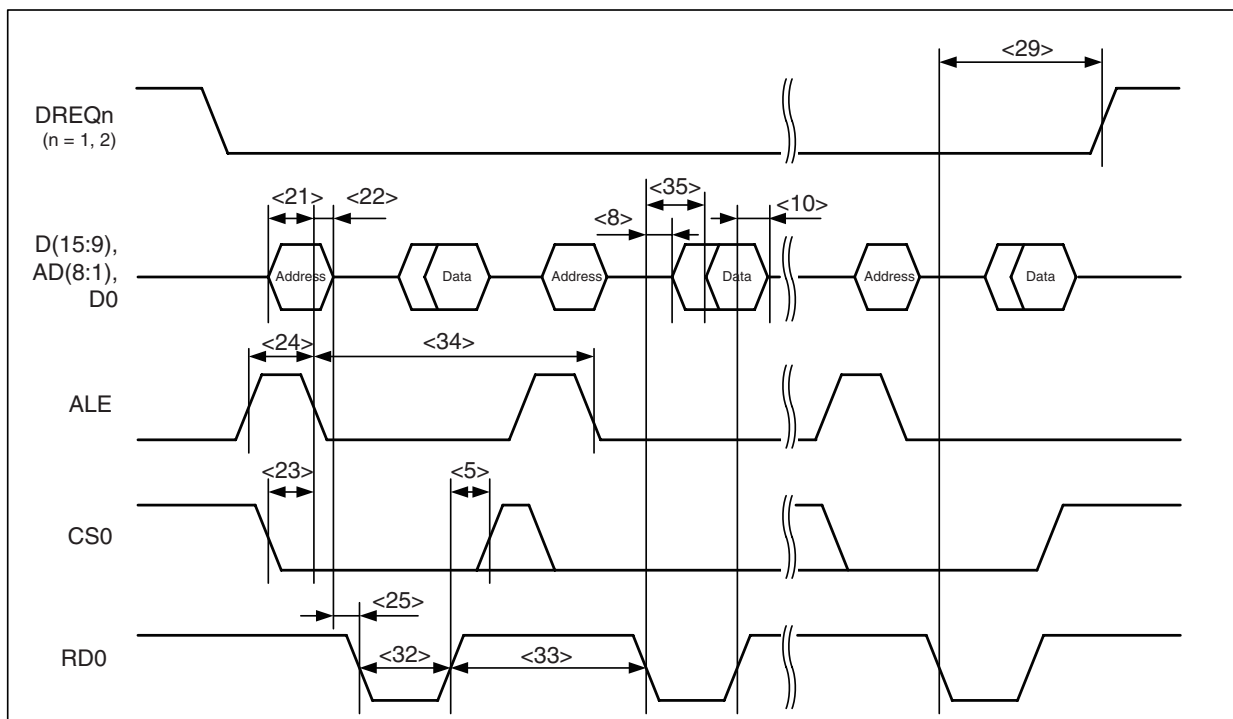 <29>
DREQn
(n = 1, 2)
<21>
<22>
<35>
<8>
<10>
D(15:9),
AD(8:1),
D0
Address
Data
Address
Data
Address
Data
<24>
<34>
ALE
<23>
<5>
CS0
<25>
RD0
<32>
<33>